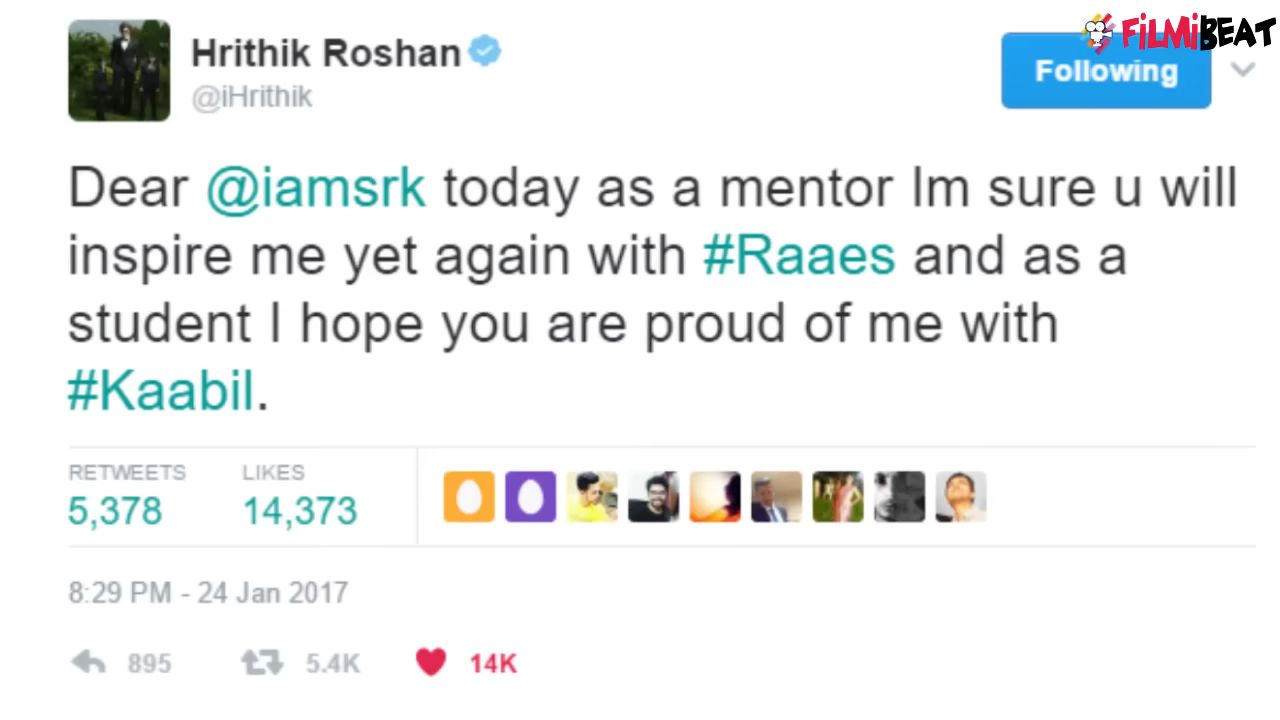 FiLMiBEAT
Hrithik Roshan
@iHrithik
Following
Dear @iamsrk today as a mentor Im sure u will
inspire me yet again with #Raaes and as a
student I hope you are proud of me with
#Kaabil.
RETWEETS LIKES
5,378 14,373
8:29 PM - 24 Jan 2017
895 5.4K 14K